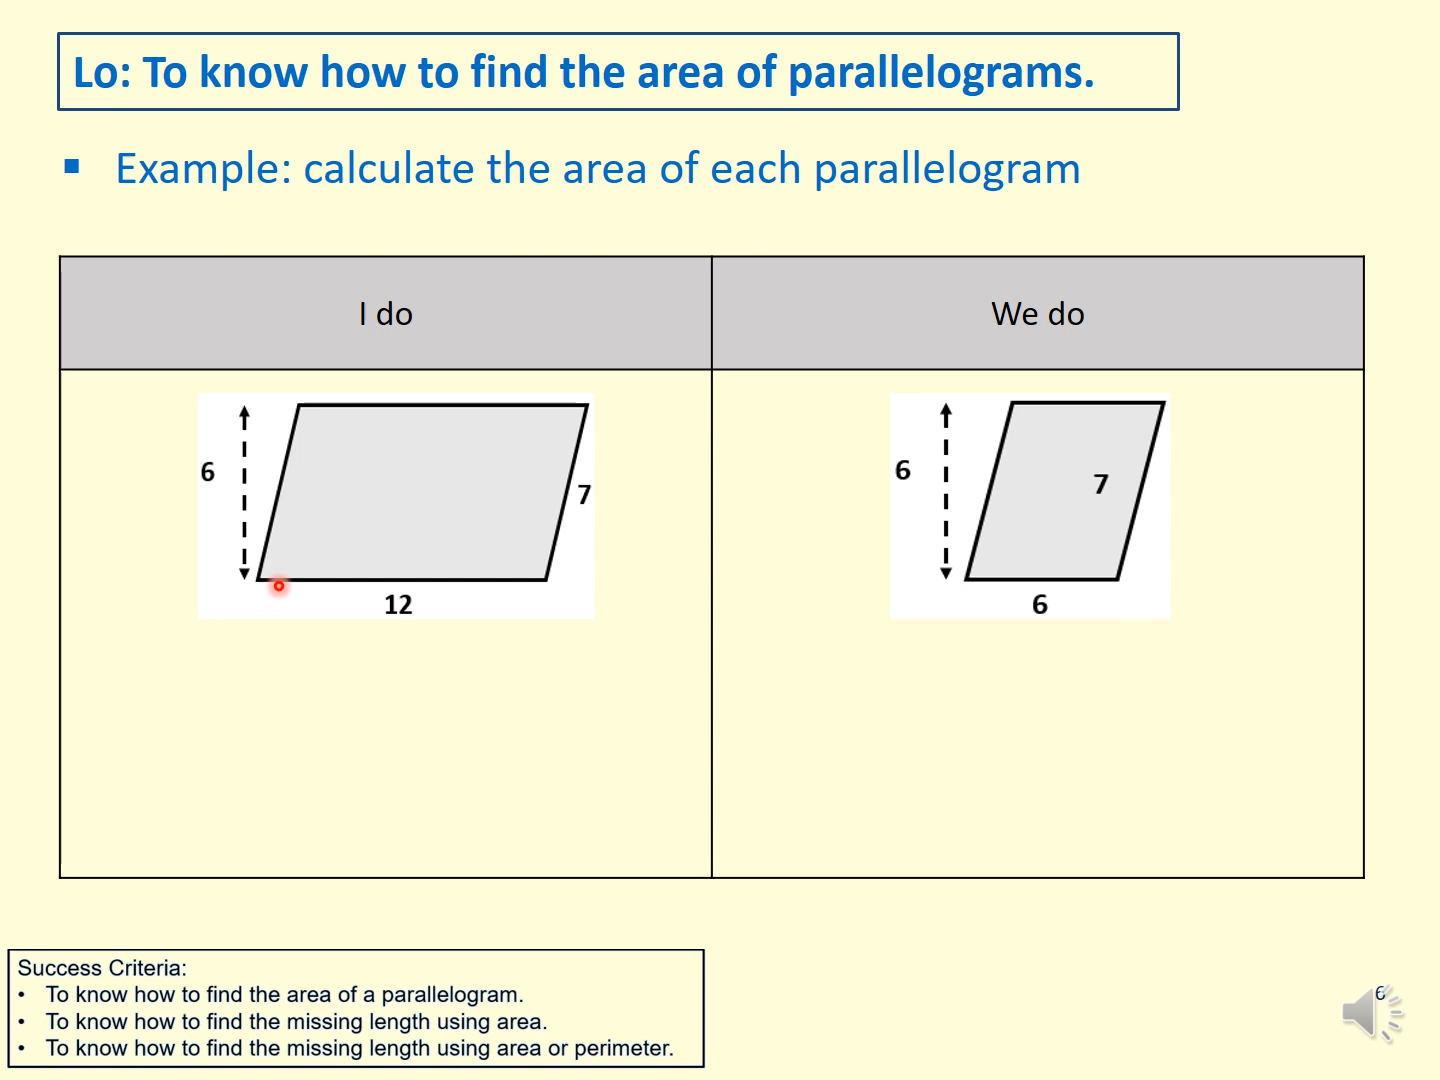 Lo: To know how to find the area of parallelograms.
▪ Example: calculate the area of each parallelogram
I do
We do
6
7
12
6
7
6
Success Criteria:
• To know how to find the area of a parallelogram.
• To know how to find the missing length using area.
• To know how to find the missing length using area or perimeter.
6